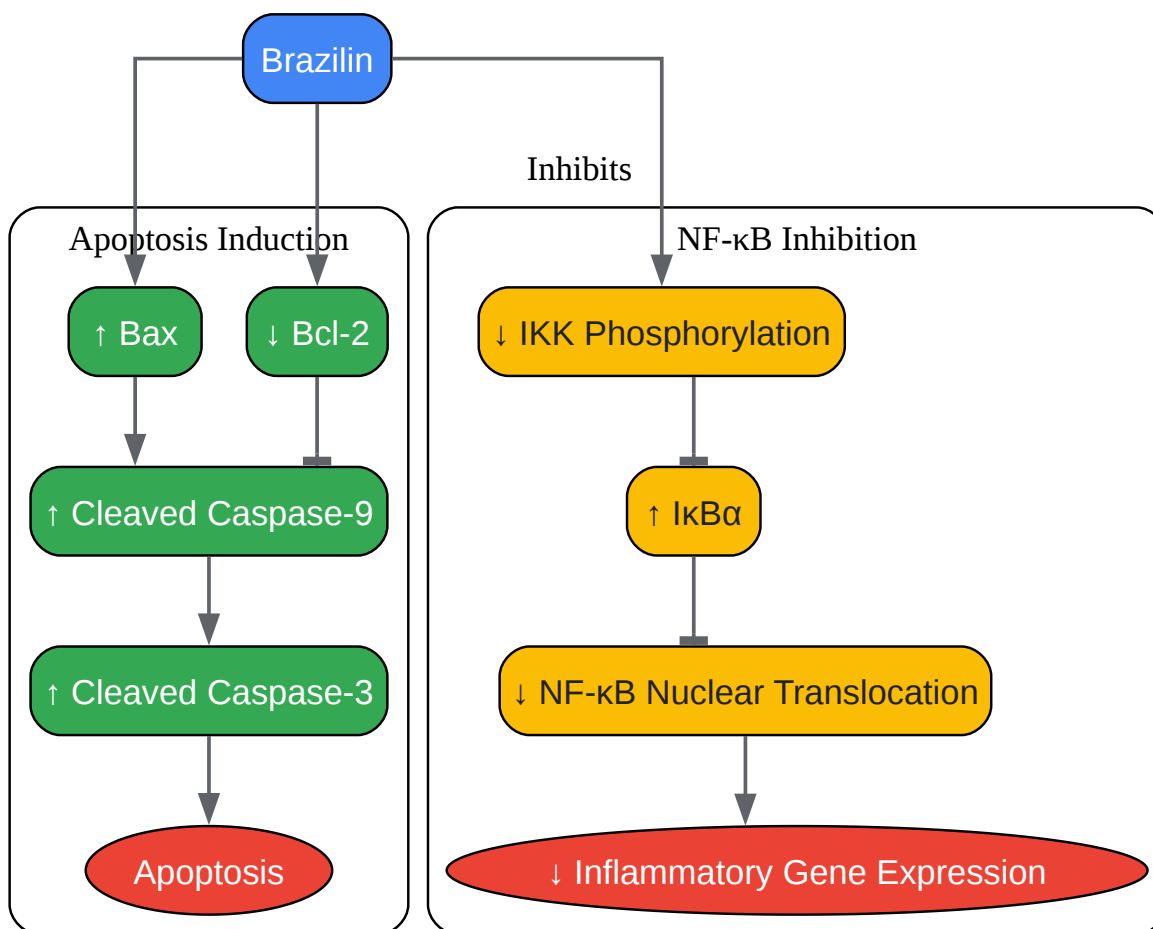 Brazilin
Inhibits
Apoptosis Induction
NF-κB Inhibition
↑ Bax
↓ Bcl-2
↓ IKK Phosphorylation
↑ Cleaved Caspase-9
↑ IκBα
↑ Cleaved Caspase-3
↓ NF-κB Nuclear Translocation
Apoptosis
↓ Inflammatory Gene Expression